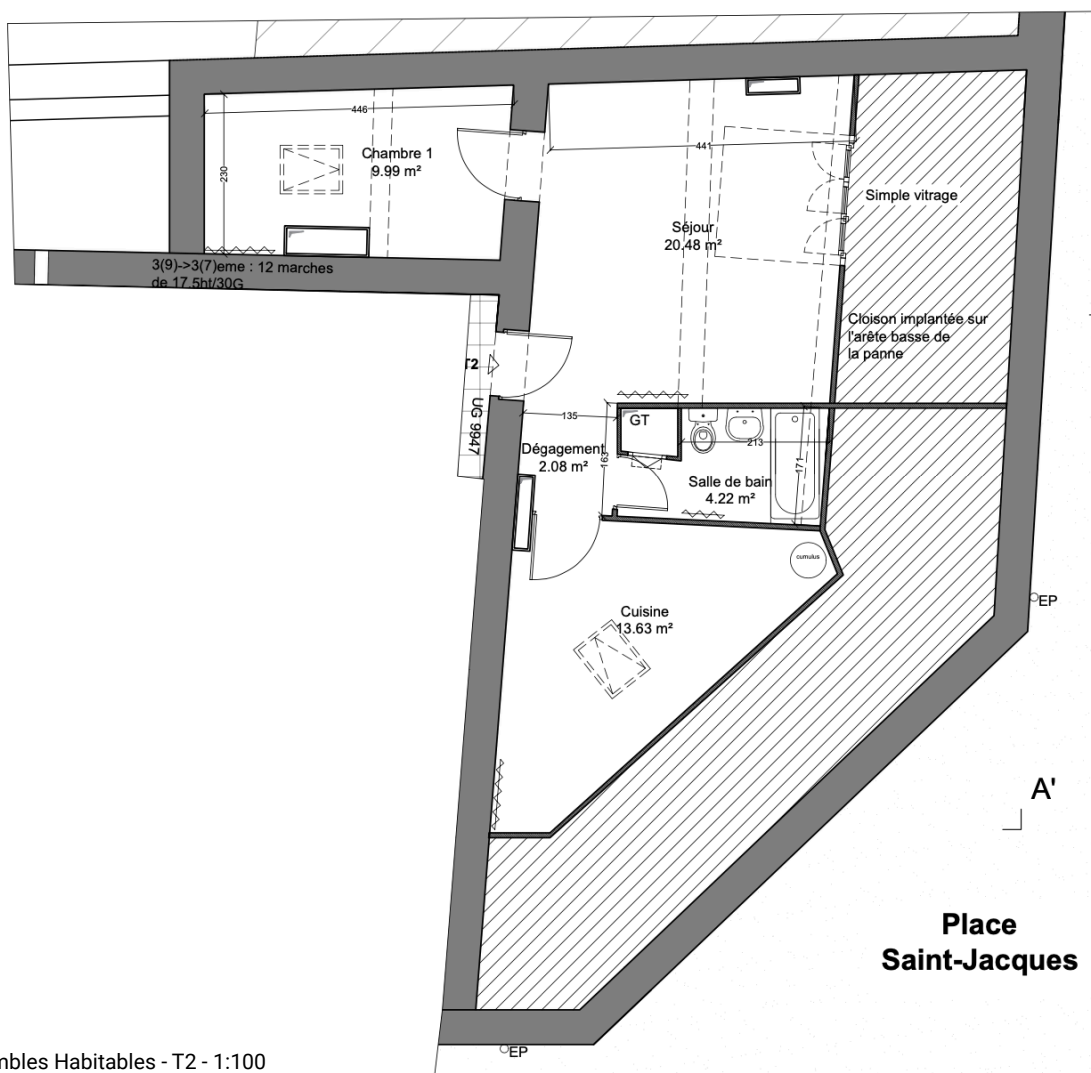 446
Chambre 1
9.99 m²
230
441
Simple vitrage
Séjour
20.48 m²
3(9)->3(7)eme : 12 marches
de 17.5ht/30G
Cloison implantée sur
l'arête basse de
la panne
T2
UG 9947
135
GT
213
Dégagement
2.08 m²
163
171
Salle de bain
4.22 m²
cumulus
Cuisine
13.63 m²
EP
A'
Place
Saint-Jacques
EP
mbles Habitables - T2 - 1:100